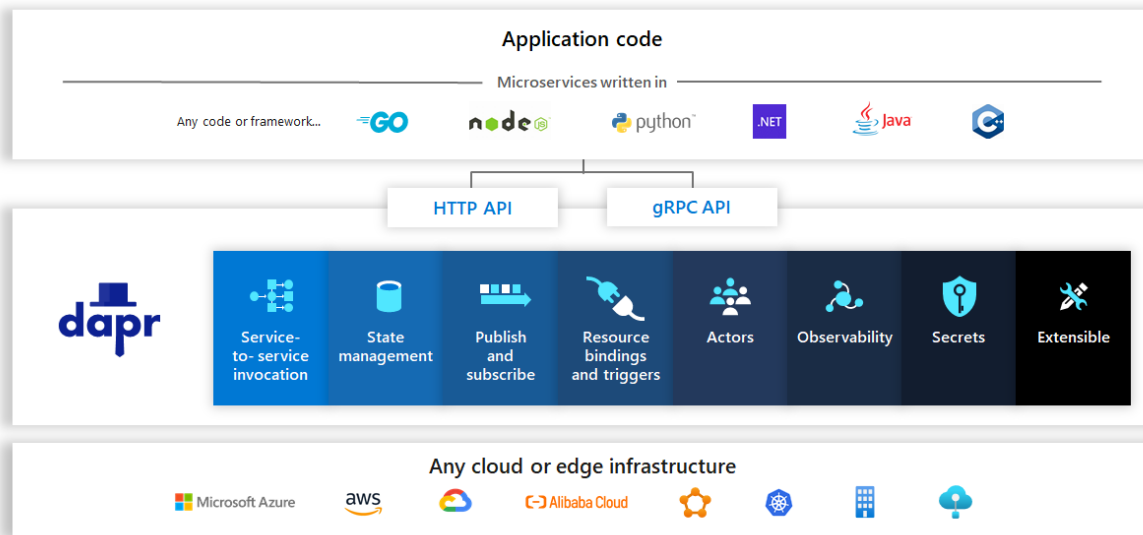 Application code
Microservices written in
Any code or framework...
GO
node
JS
python™
.NET
Java
C++
HTTP API
gRPC API
dapr
Service-
to- service
invocation
State
management
Publish
and
subscribe
Resource
bindings
and triggers
Actors
Observability
Secrets
Extensible
Any cloud or edge infrastructure
Microsoft Azure
aws
Alibaba Cloud